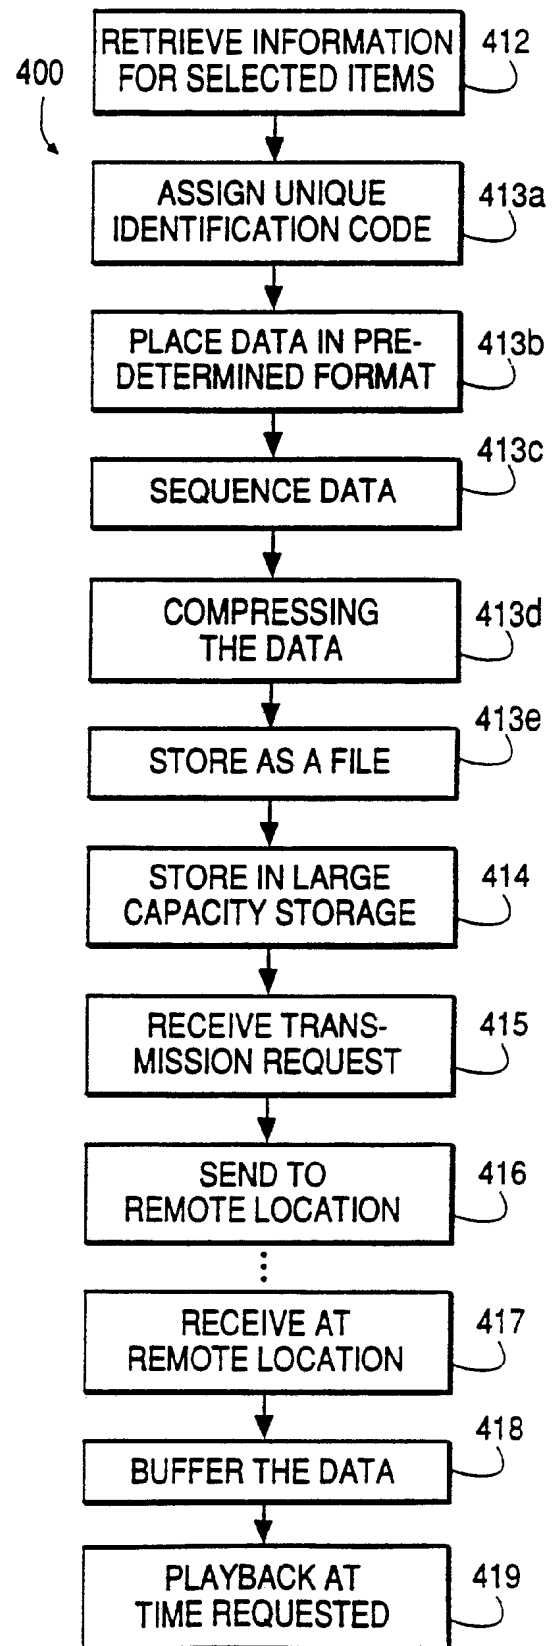 400
RETRIEVE INFORMATION
FOR SELECTED ITEMS
412
ASSIGN UNIQUE
IDENTIFICATION CODE
413a
PLACE DATA IN PRE-
DETERMINED FORMAT
413b
SEQUENCE DATA
413c
COMPRESSING
THE DATA
413d
STORE AS A FILE
413e
STORE IN LARGE
CAPACITY STORAGE
414
RECEIVE TRANS-
MISSION REQUEST
415
SEND TO
REMOTE LOCATION
416
RECEIVE AT
REMOTE LOCATION
417
BUFFER THE DATA
418
PLAYBACK AT
TIME REQUESTED
419